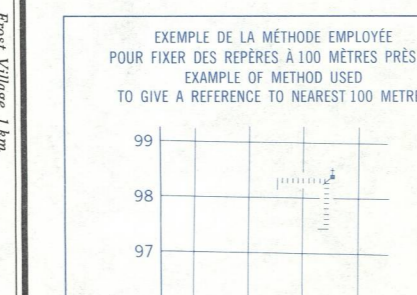 EXEMPLE DE LA MÉTHODE EMPLOYÉE
POUR FIXER DES REPÈRES À 100 MÈTRES PRÈS
EXAMPLE OF METHOD USED
TO GIVE A REFERENCE TO NEAREST 100 METR
99
98
97
Frost Village 1 km